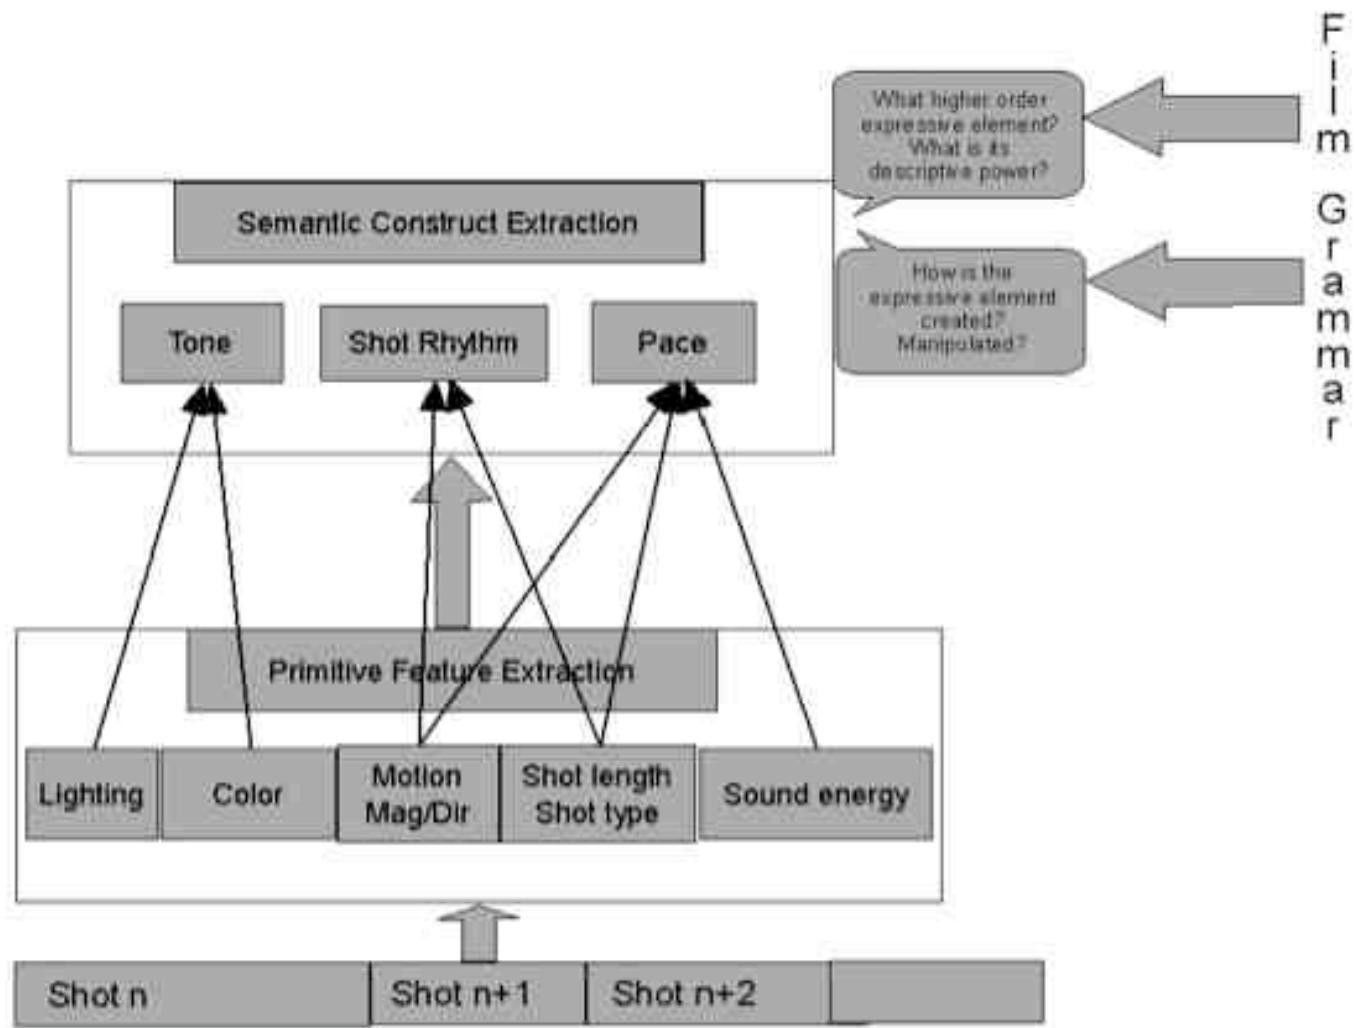 What higher order
expressive element?
What is its
descriptive power?
Film Grammar
Semantic Construct Extraction
How is the
expressive element
created?
Manipulated?
Tone
Shot Rhythm
Pace
Primitive Feature Extraction
Lighting
Color
Motion
Mag/Dir
Shot length
Shot type
Sound energy
Shot n
Shot n+1
Shot n+2